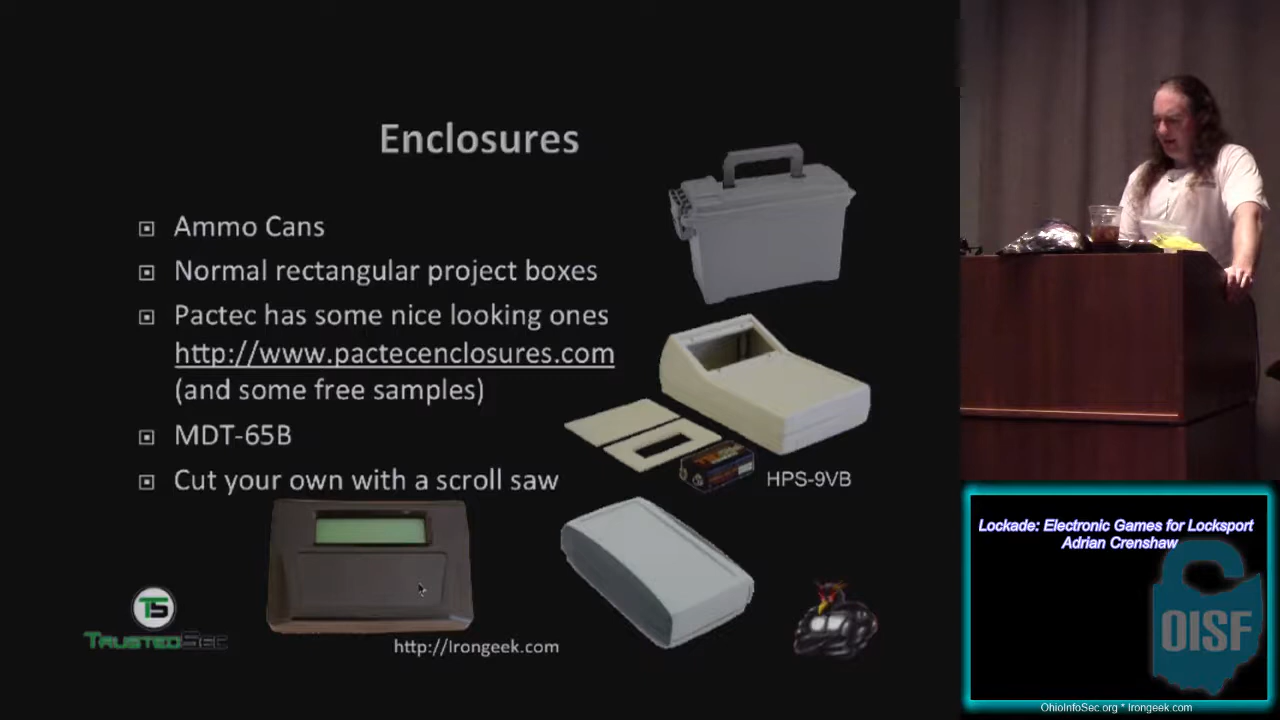 Enclosures
Ammo Cans
Normal rectangular project boxes
Pactec has some nice looking ones
http://www.pactecenclosures.com
(and some free samples)
MDT-65B
Cut your own with a scroll saw
HPS-9VB
TS
TRUSTEDSEC
http://Irongeek.com
Lockade: Electronic Games for Locksport
Adrian Crenshaw
OISF
OhioInfoSec.org * Irongeek.com